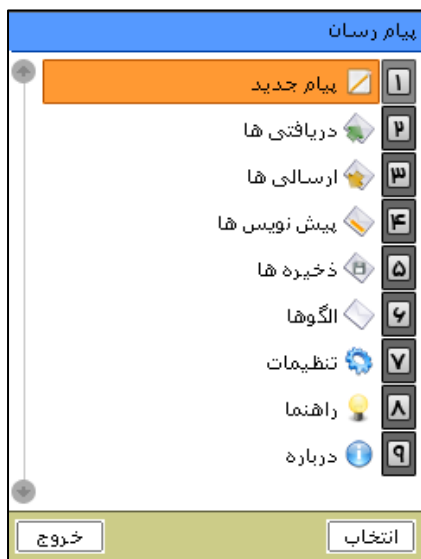 پیام رسان
۱ پیام جدید
۲ دریافتی ها
۳ ارسالی ها
۴ پیش نویس ها
۵ ذخیره ها
۶ الگوها
۷ تنظیمات
۸ راهنما
۹ درباره
انتخاب خروج